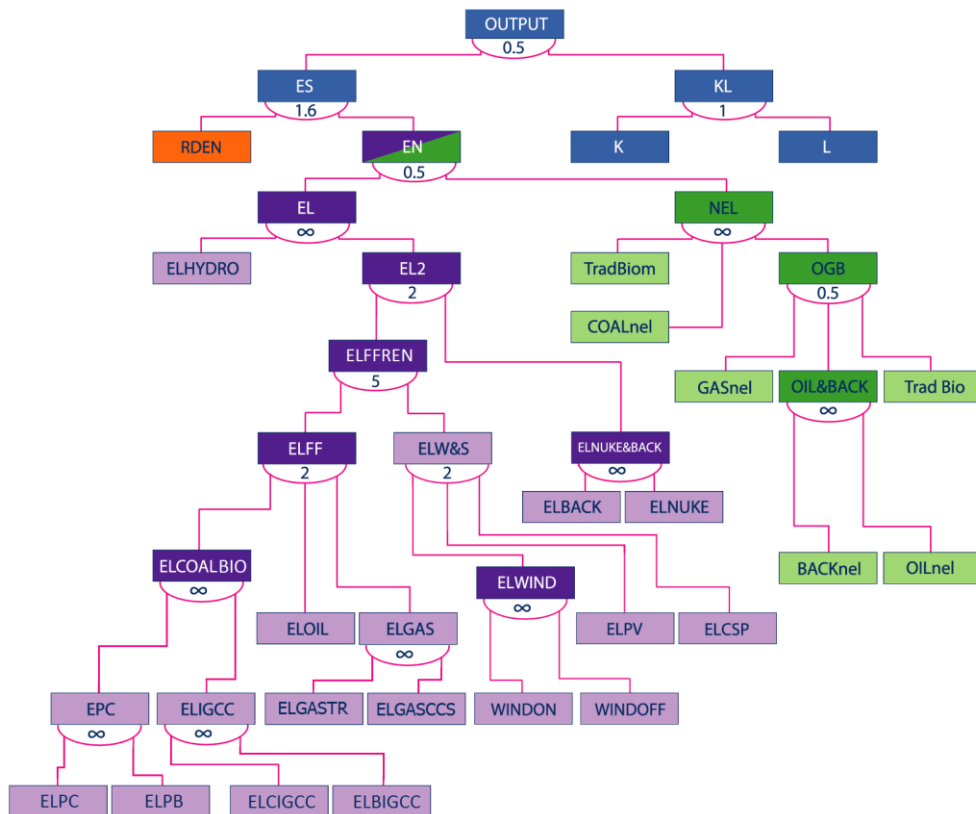 OUTPUT
0.5
ES
KL
1.6
1
RDEN
EN
K
L
0.5
EL
NEL
∞
∞
ELHYDRO
EL2
TradBiom
OGB
2
0.5
COALnel
ELFFREN
5
GASnel
OIL&BACK
Trad Bio
∞
ELFF
ELW&S
ELNUKE&BACK
2
2
∞
ELBACK
ELNUKE
ELCOALBIO
∞
ELWIND
∞
BACKnel
OILnel
ELOIL
ELGAS
∞
ELPV
ELCSP
EPC
∞
ELIGCC
∞
ELGASTR
ELGASCCS
WINDON
WINDOFF
ELPC
ELPB
ELCIGCC
ELBIGCC